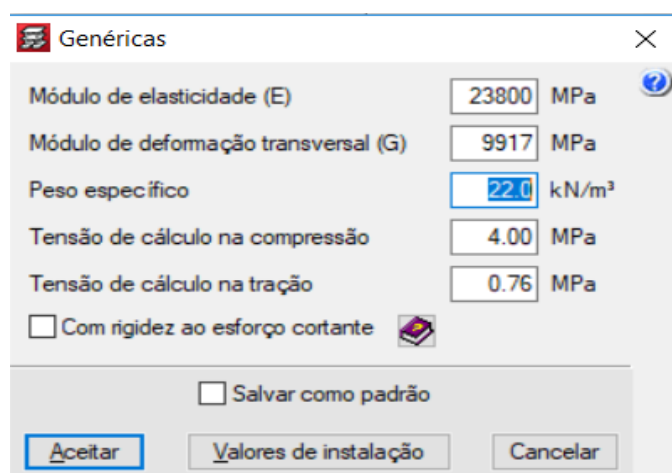 Genéricas
Módulo de elasticidade (E) 23800 MPa
Módulo de deformação transversal (G) 9917 MPa
Peso específico 22.0 kN/m³
Tensão de cálculo na compressão 4.00 MPa
Tensão de cálculo na tração 0.76 MPa
Com rigidez ao esforço cortante
Salvar como padrão
Aceitar Valores de instalação Cancelar